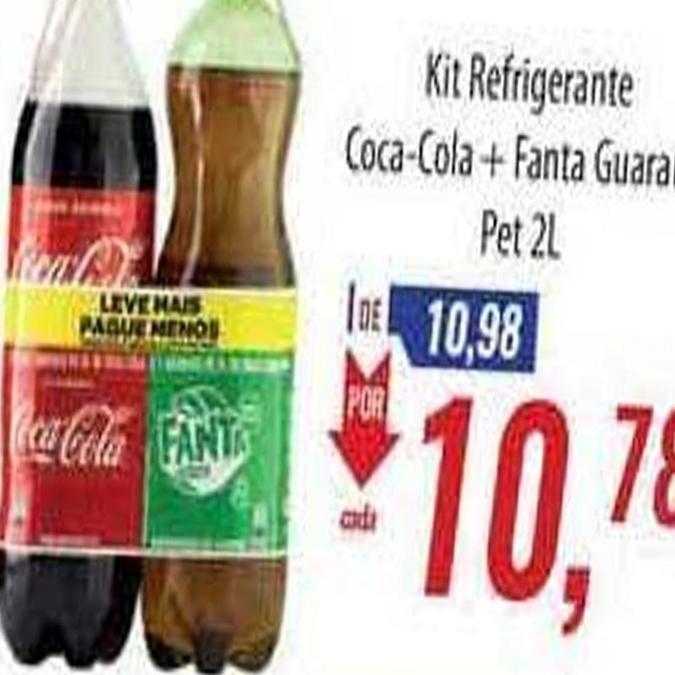 Kit Refrigerante
Coca-Cola + Fanta Guara
Pet 2L
DE 10,98
POR
cada
10,78
Coca-Cola
LEVE MAIS
PAGUE MENOS
Coca-Cola
FANTA